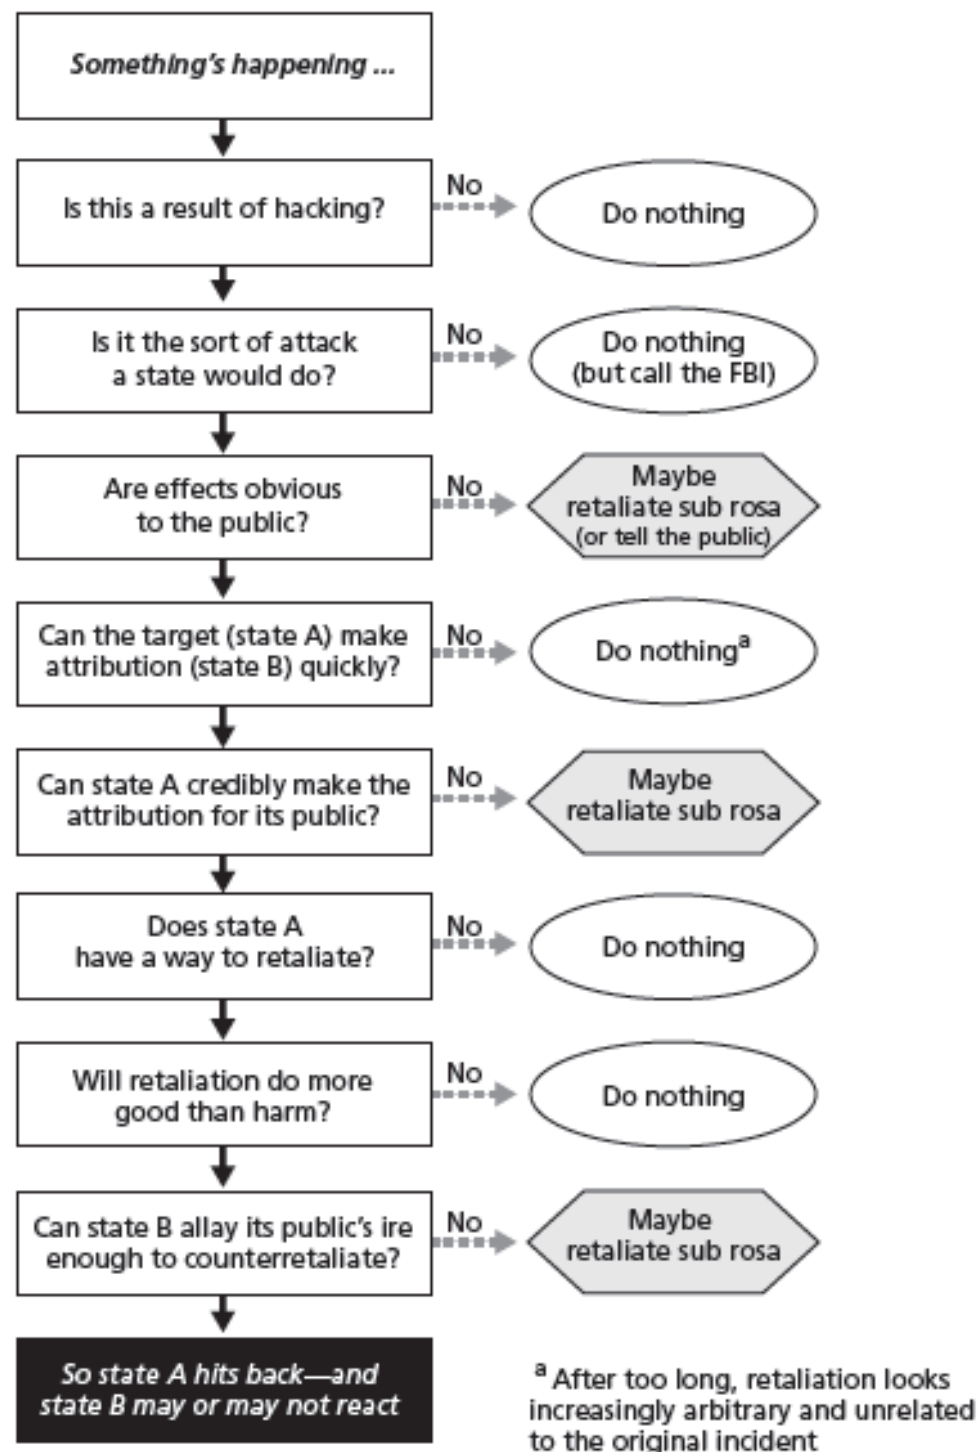 Something's happening ...
Is this a result of hacking?
No
Do nothing
Is it the sort of attack
a state would do?
No
Do nothing
(but call the FBI)
Are effects obvious
to the public?
No
Maybe
retaliate sub rosa
(or tell the public)
Can the target (state A) make
attribution (state B) quickly?
No
Do nothingª
Can state A credibly make the
attribution for its public?
No
Maybe
retaliate sub rosa
Does state A
have a way to retaliate?
No
Do nothing
Will retaliation do more
good than harm?
No
Do nothing
Can state B allay its public's ire
enough to counterretaliate?
No
Maybe
retaliate sub rosa
So state A hits back—and
state B may or may not react
ª After too long, retaliation looks
increasingly arbitrary and unrelated
to the original incident